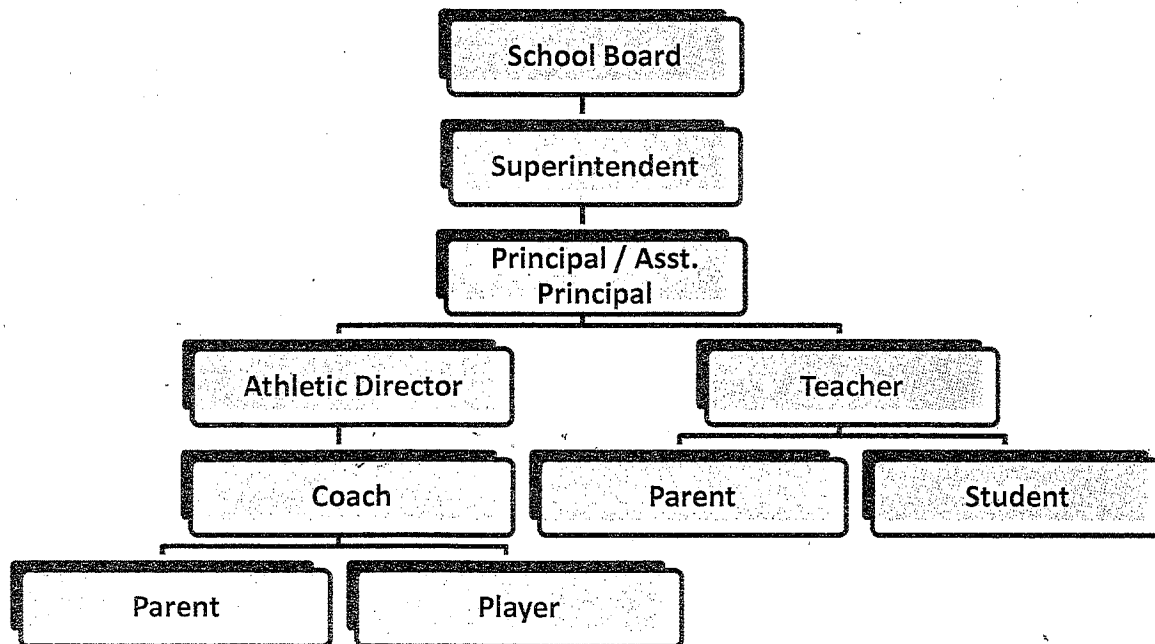 School Board
Superintendent
Principal / Asst.
Principal
Athletic Director
Teacher
Coach
Parent
Student
Parent
Player